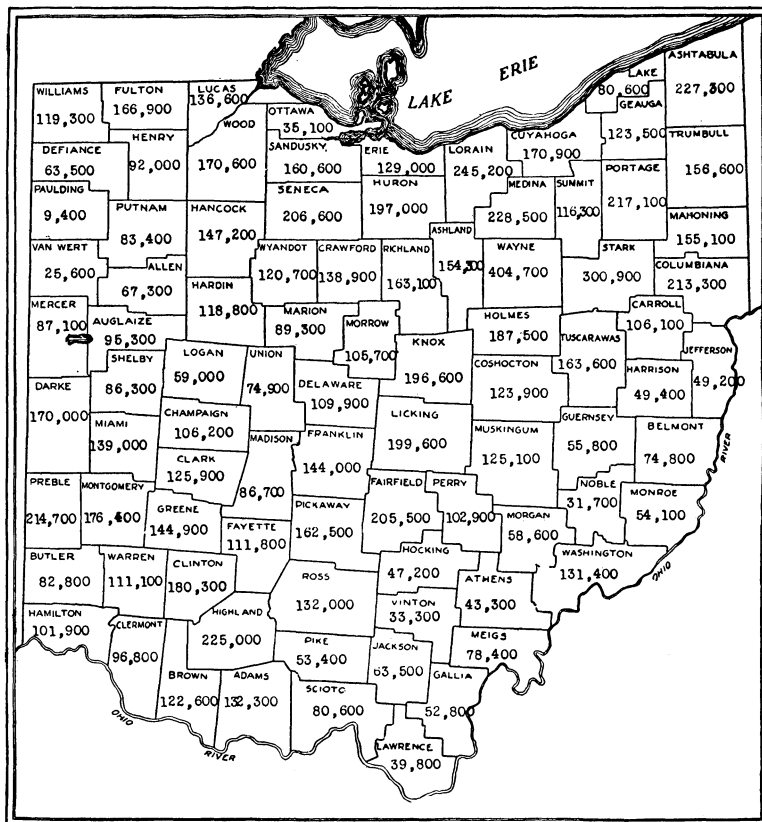 LAKE ERIE
WILLIAMS
119,300
FULTON
166,900
LUCAS
136,600
OTTAWA
35,100
LAKE
80,600
ASHTABULA
227,300
GEAUGA
123,500
CUYAHOGA
170,900
TRUMBULL
156,600
DEFIANCE
63,500
HENRY
92,000
WOOD
170,600
SANDUSKY
160,600
ERIE
129,000
LORAIN
245,200
MEDINA
228,500
SUMMIT
116,300
PORTAGE
217,100
MAHONING
155,100
PAULDING
9,400
PUTNAM
83,400
HANCOCK
147,200
SENECA
206,600
HURON
197,000
ASHLAND
154,300
WAYNE
404,700
STARK
300,900
COLUMBIANA
213,300
VAN WERT
25,600
ALLEN
67,300
HARDIN
118,800
WYANDOT
120,700
CRAWFORD
138,900
RICHLAND
163,100
MERCER
87,100
AUGLAIZE
95,300
MARION
89,300
MORROW
105,700
KNOX
196,600
HOLMES
187,500
TUSCARAWAS
163,600
CARROLL
106,100
JEFFERSON
49,200
HARRISON
49,400
SHELBY
86,300
LOGAN
59,000
UNION
74,900
DELAWARE
109,900
COSHOCTON
123,900
DARKE
170,000
MIAMI
139,000
CHAMPAIGN
106,200
CLARK
125,900
MADISON
86,700
FRANKLIN
144,000
LICKING
199,600
MUSKINGUM
125,100
GUERNSEY
55,800
BELMONT
74,800
RIVER
PREBLE
214,700
MONTGOMERY
176,400
GREENE
144,900
FAYETTE
111,800
PICKAWAY
162,500
FAIRFIELD
205,500
PERRY
102,900
MORGAN
58,600
NOBLE
31,700
MONROE
54,100
BUTLER
82,800
WARREN
111,100
CLINTON
180,300
ROSS
132,000
HOCKING
47,200
ATHENS
43,300
WASHINGTON
131,400
OHIO
HAMILTON
101,900
CLERMONT
96,800
HIGHLAND
225,000
PIKE
53,400
VINTON
33,300
JACKSON
63,500
MEIGS
78,400
BROWN
122,600
ADAMS
132,300
SCIOTO
80,600
GALLIA
52,800
LAWRENCE
39,800
OHIO
RIVER